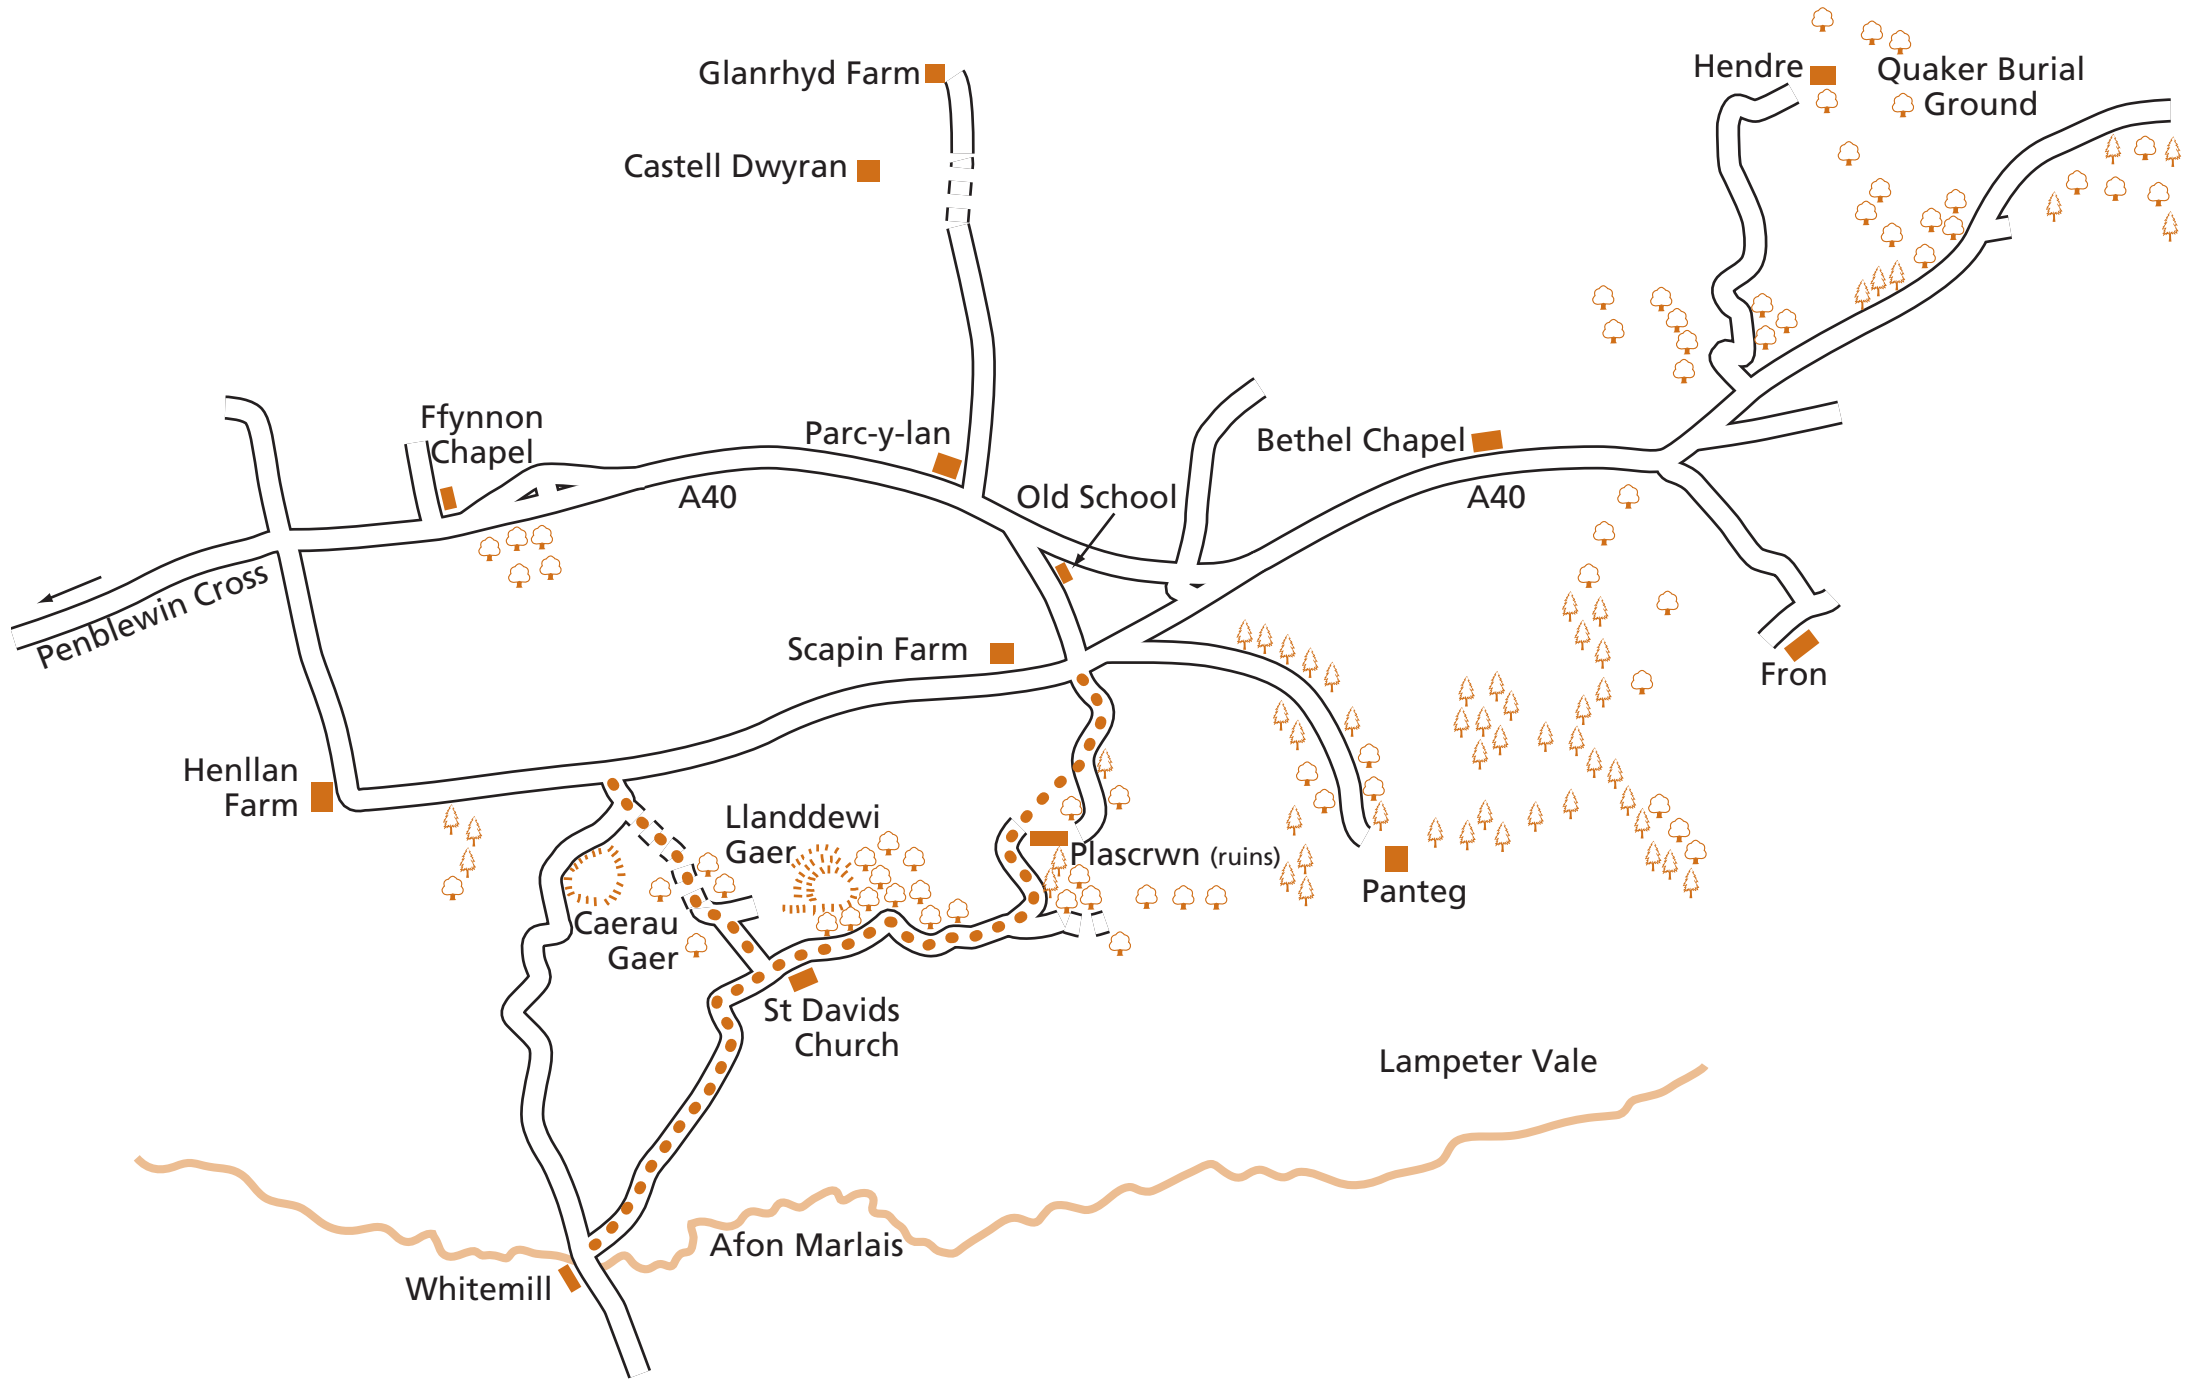 Hendre
Quaker Burial
Ground
Glanrhyd Farm
Castell Dwyran
Ffynnon
Chapel
Parc-y-lan
Bethel Chapel
A40
Old School
A40
Penblewin Cross
Scapin Farm
Fron
Henllan
Farm
Llanddewi
Gaer
Plascrwn (ruins)
Panteg
Caerau
Gaer
St Davids
Church
Lampeter Vale
Afon Marlais
Whitemill